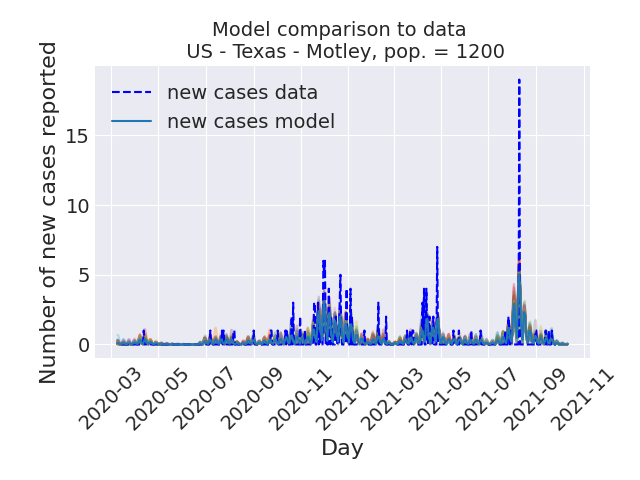 Model comparison to data
US - Texas - Motley, pop. = 1200
new cases data
new cases model
Number of new cases reported
15
10
5
0
2020-03
2020-05
2020-07
2020-09
2020-11
2021-01
2021-03
2021-05
2021-07
2021-09
2021-11
Day